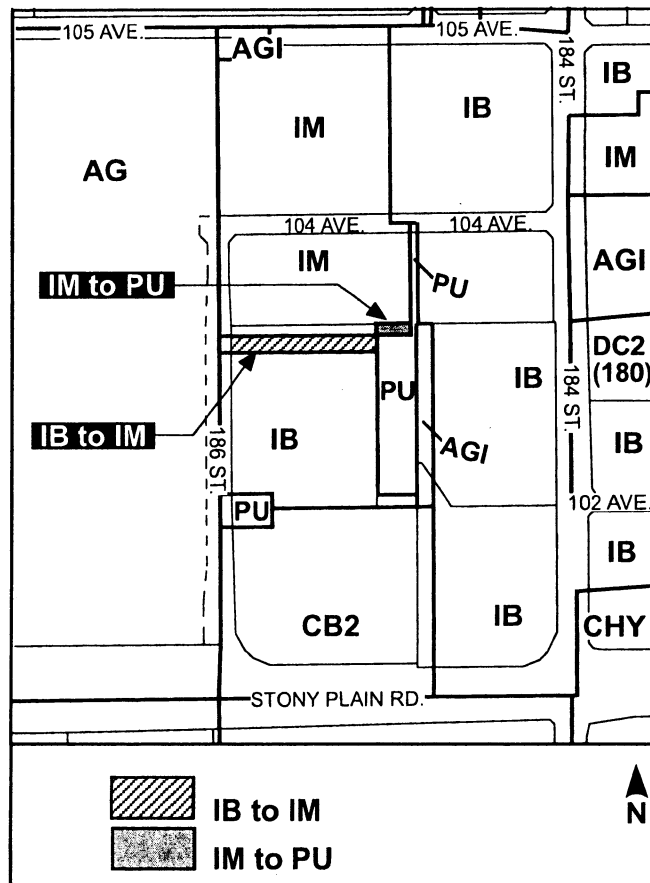 105 AVE.
105 AVE.
AGI
184 ST.
IB
IB
IM
IM
AG
104 AVE.
104 AVE.
IM
AGI
IM to PU
PU
DC2
(180)
PU
IB
184 ST.
IB to IM
IB
AGI
IB
186 ST.
PU
102 AVE.
IB
CB2
IB
CHY
STONY PLAIN RD.
IB to IM
N
IM to PU